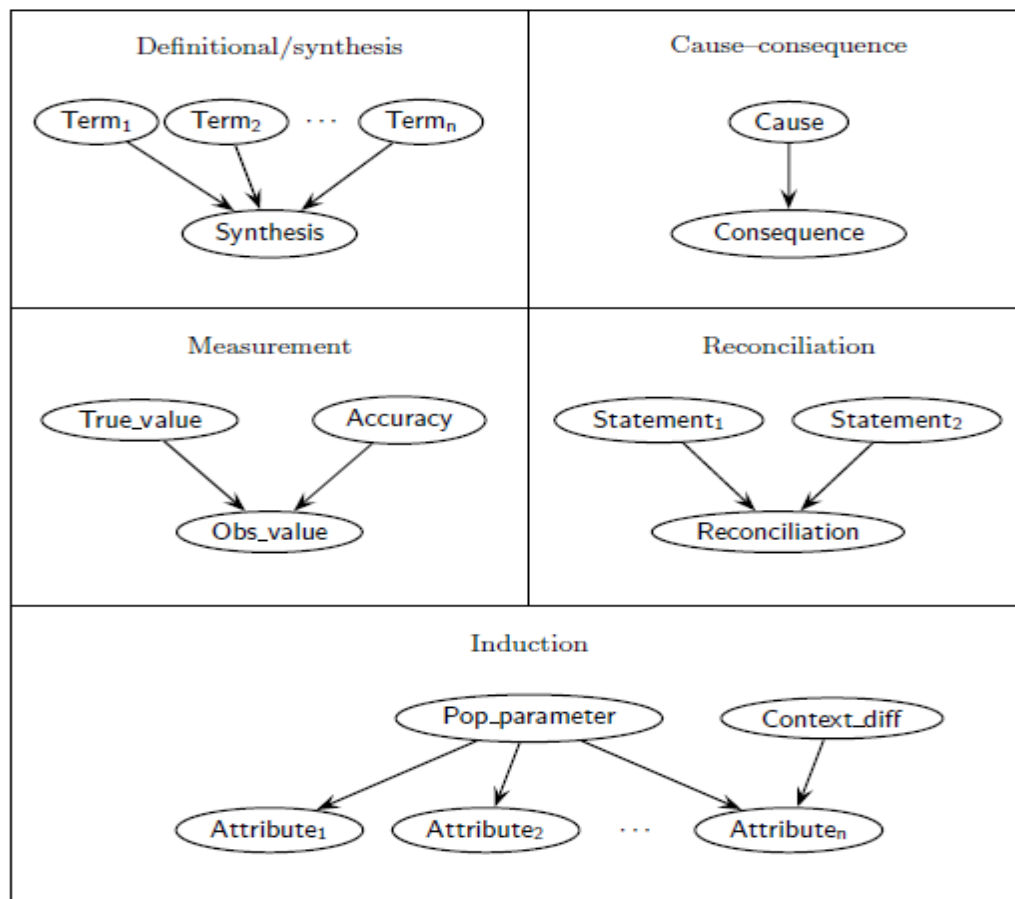 Definitional/synthesis
Term₁ Term₂ ··· Termₙ
Synthesis
Cause–consequence
Cause
Consequence
Measurement
True_value Accuracy
Obs_value
Reconciliation
Statement₁ Statement₂
Reconciliation
Induction
Pop_parameter Context_diff
Attribute₁ Attribute₂ ··· Attributeₙ